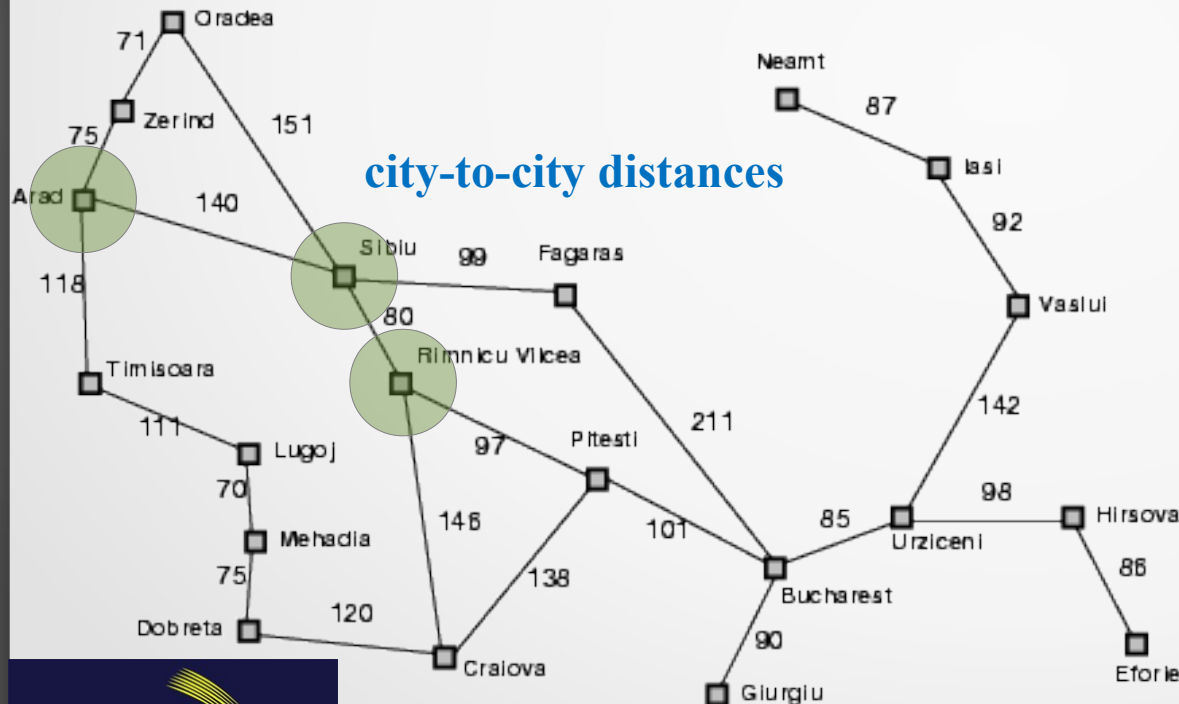 Oradea
71
Neamt
87
Zerind
151
75
city-to-city distances
Iasi
Arad
140
92
Sibiu
99
Fagaras
118
80
Vaslui
Rimnicu Vilcea
Timisoara
142
111
211
Lugoj
97
Pitesti
70
98
146
85
Hirsova
101
Urziceni
Mehadia
138
86
75
Bucharest
120
Dobreta
90
Craiova
Eforie
Giurgiu